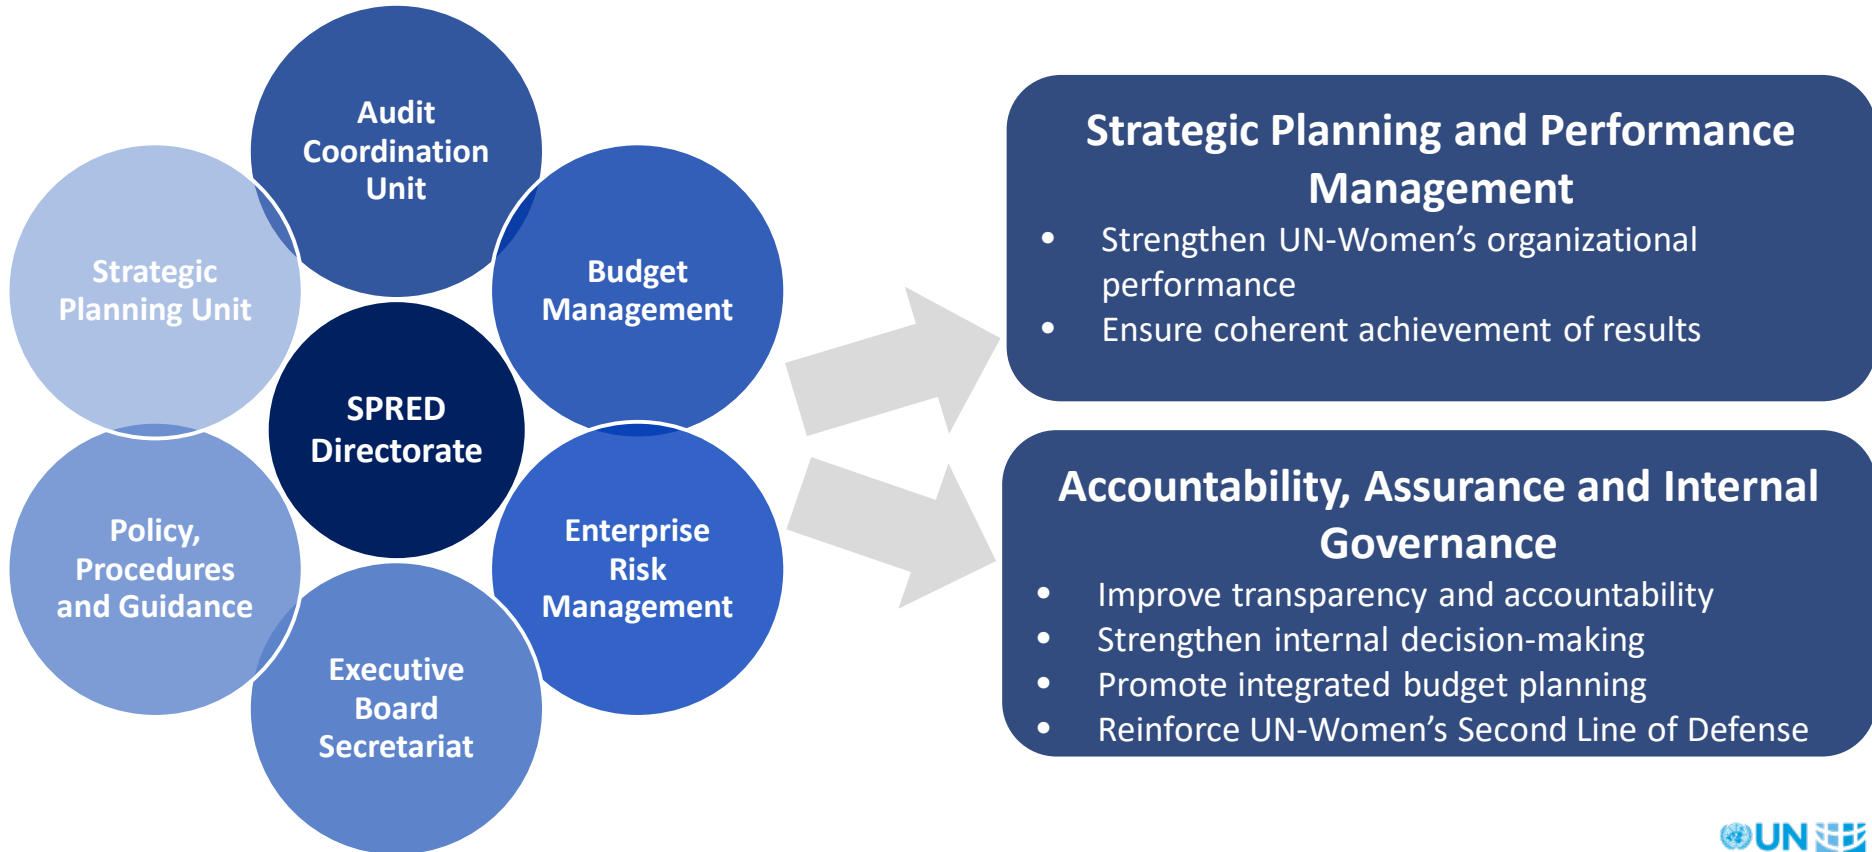 Audit
Coordination
Unit
Strategic
Planning Unit
Budget
Management
SPRED
Directorate
Policy,
Procedures
and Guidance
Enterprise
Risk
Management
Executive
Board
Secretariat
Strategic Planning and Performance
Management
• Strengthen UN-Women’s organizational
performance
• Ensure coherent achievement of results
Accountability, Assurance and Internal
Governance
• Improve transparency and accountability
• Strengthen internal decision-making
• Promote integrated budget planning
• Reinforce UN-Women’s Second Line of Defense
UN